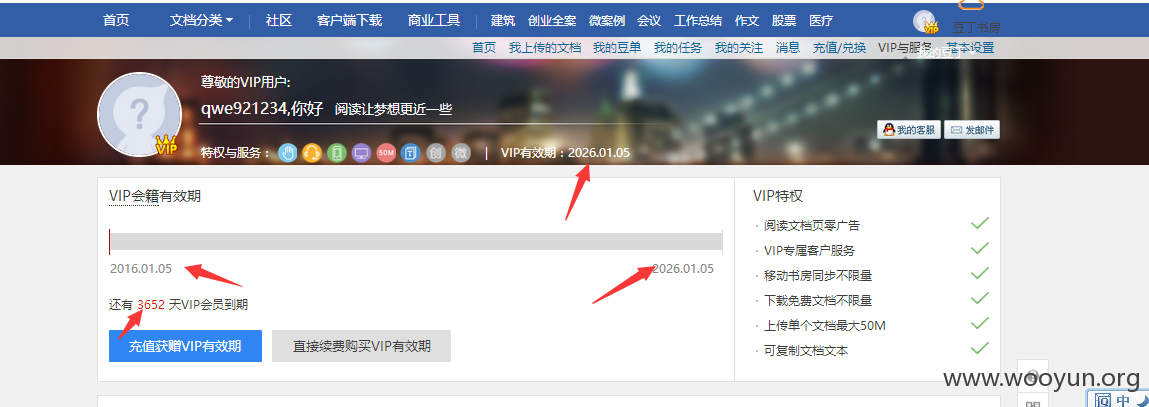 首页 文档分类 社区 客户端下载 商业工具 建筑 创业全案 微案例 会议 工作总结 作文 股票 医疗 VIP 豆丁书房
首页 我上传的文档 我的豆单 我的任务 我的关注 消息 充值/兑换 VIP与服务 基本设置
我的豆丁
尊敬的VIP用户:
qwe921234,你好 阅读让梦想更近一些
VIP
我的客服 发邮件
特权与服务： 50M 创 微 | VIP有效期：2026.01.05
VIP会籍有效期
2016.01.05 2026.01.05
还有 3652 天VIP会员到期
充值获赠VIP有效期 直接续费购买VIP有效期
VIP特权
· 阅读文档页零广告
· VIP专属客户服务
· 移动书房同步不限量
· 下载免费文档不限量
· 上传单个文档最大50M
· 可复制文档文本
www.wooyun.org
中